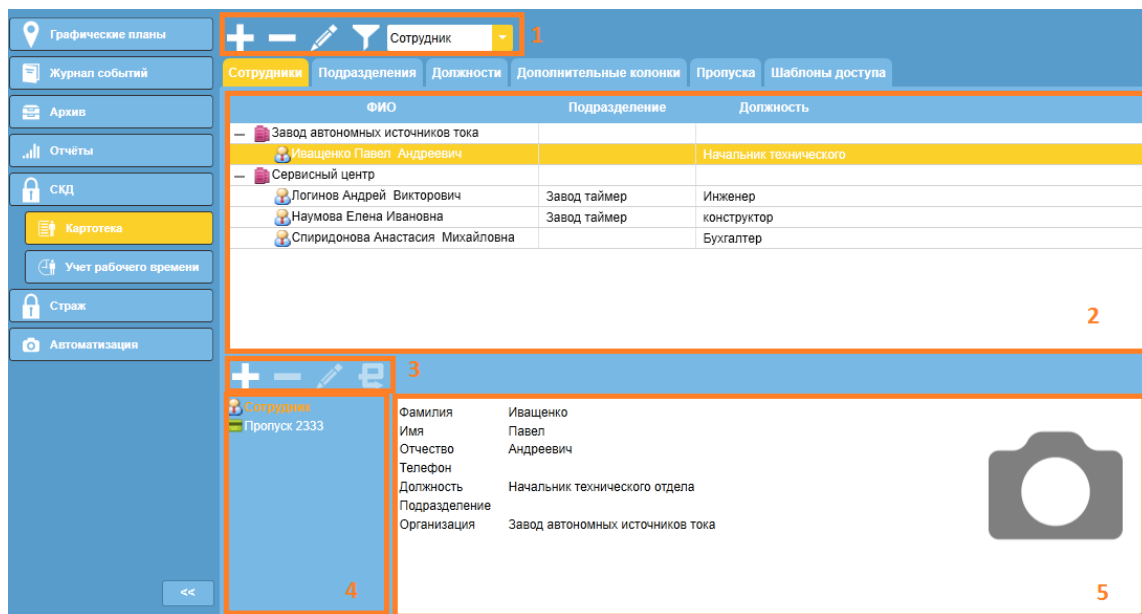 Графические планы
Журнал событий
Архив
Отчёты
СКД
Картотека
Учет рабочего времени
Страж
Автоматизация
<<
Сотрудник
1
Сотрудники Подразделения Должности Дополнительные колонки Пропуска Шаблоны доступа
ФИО Подразделение Должность
Завод автономных источников тока
Иващенко Павел Андреевич Начальник технического
Сервисный центр
Логинов Андрей Викторович Завод таймер Инженер
Наумова Елена Ивановна Завод таймер конструктор
Спиридонова Анастасия Михайловна Бухгалтер
2
3
Сотрудник
Пропуск 2333
4
Фамилия Иващенко
Имя Павел
Отчество Андреевич
Телефон
Должность Начальник технического отдела
Подразделение
Организация Завод автономных источников тока
5